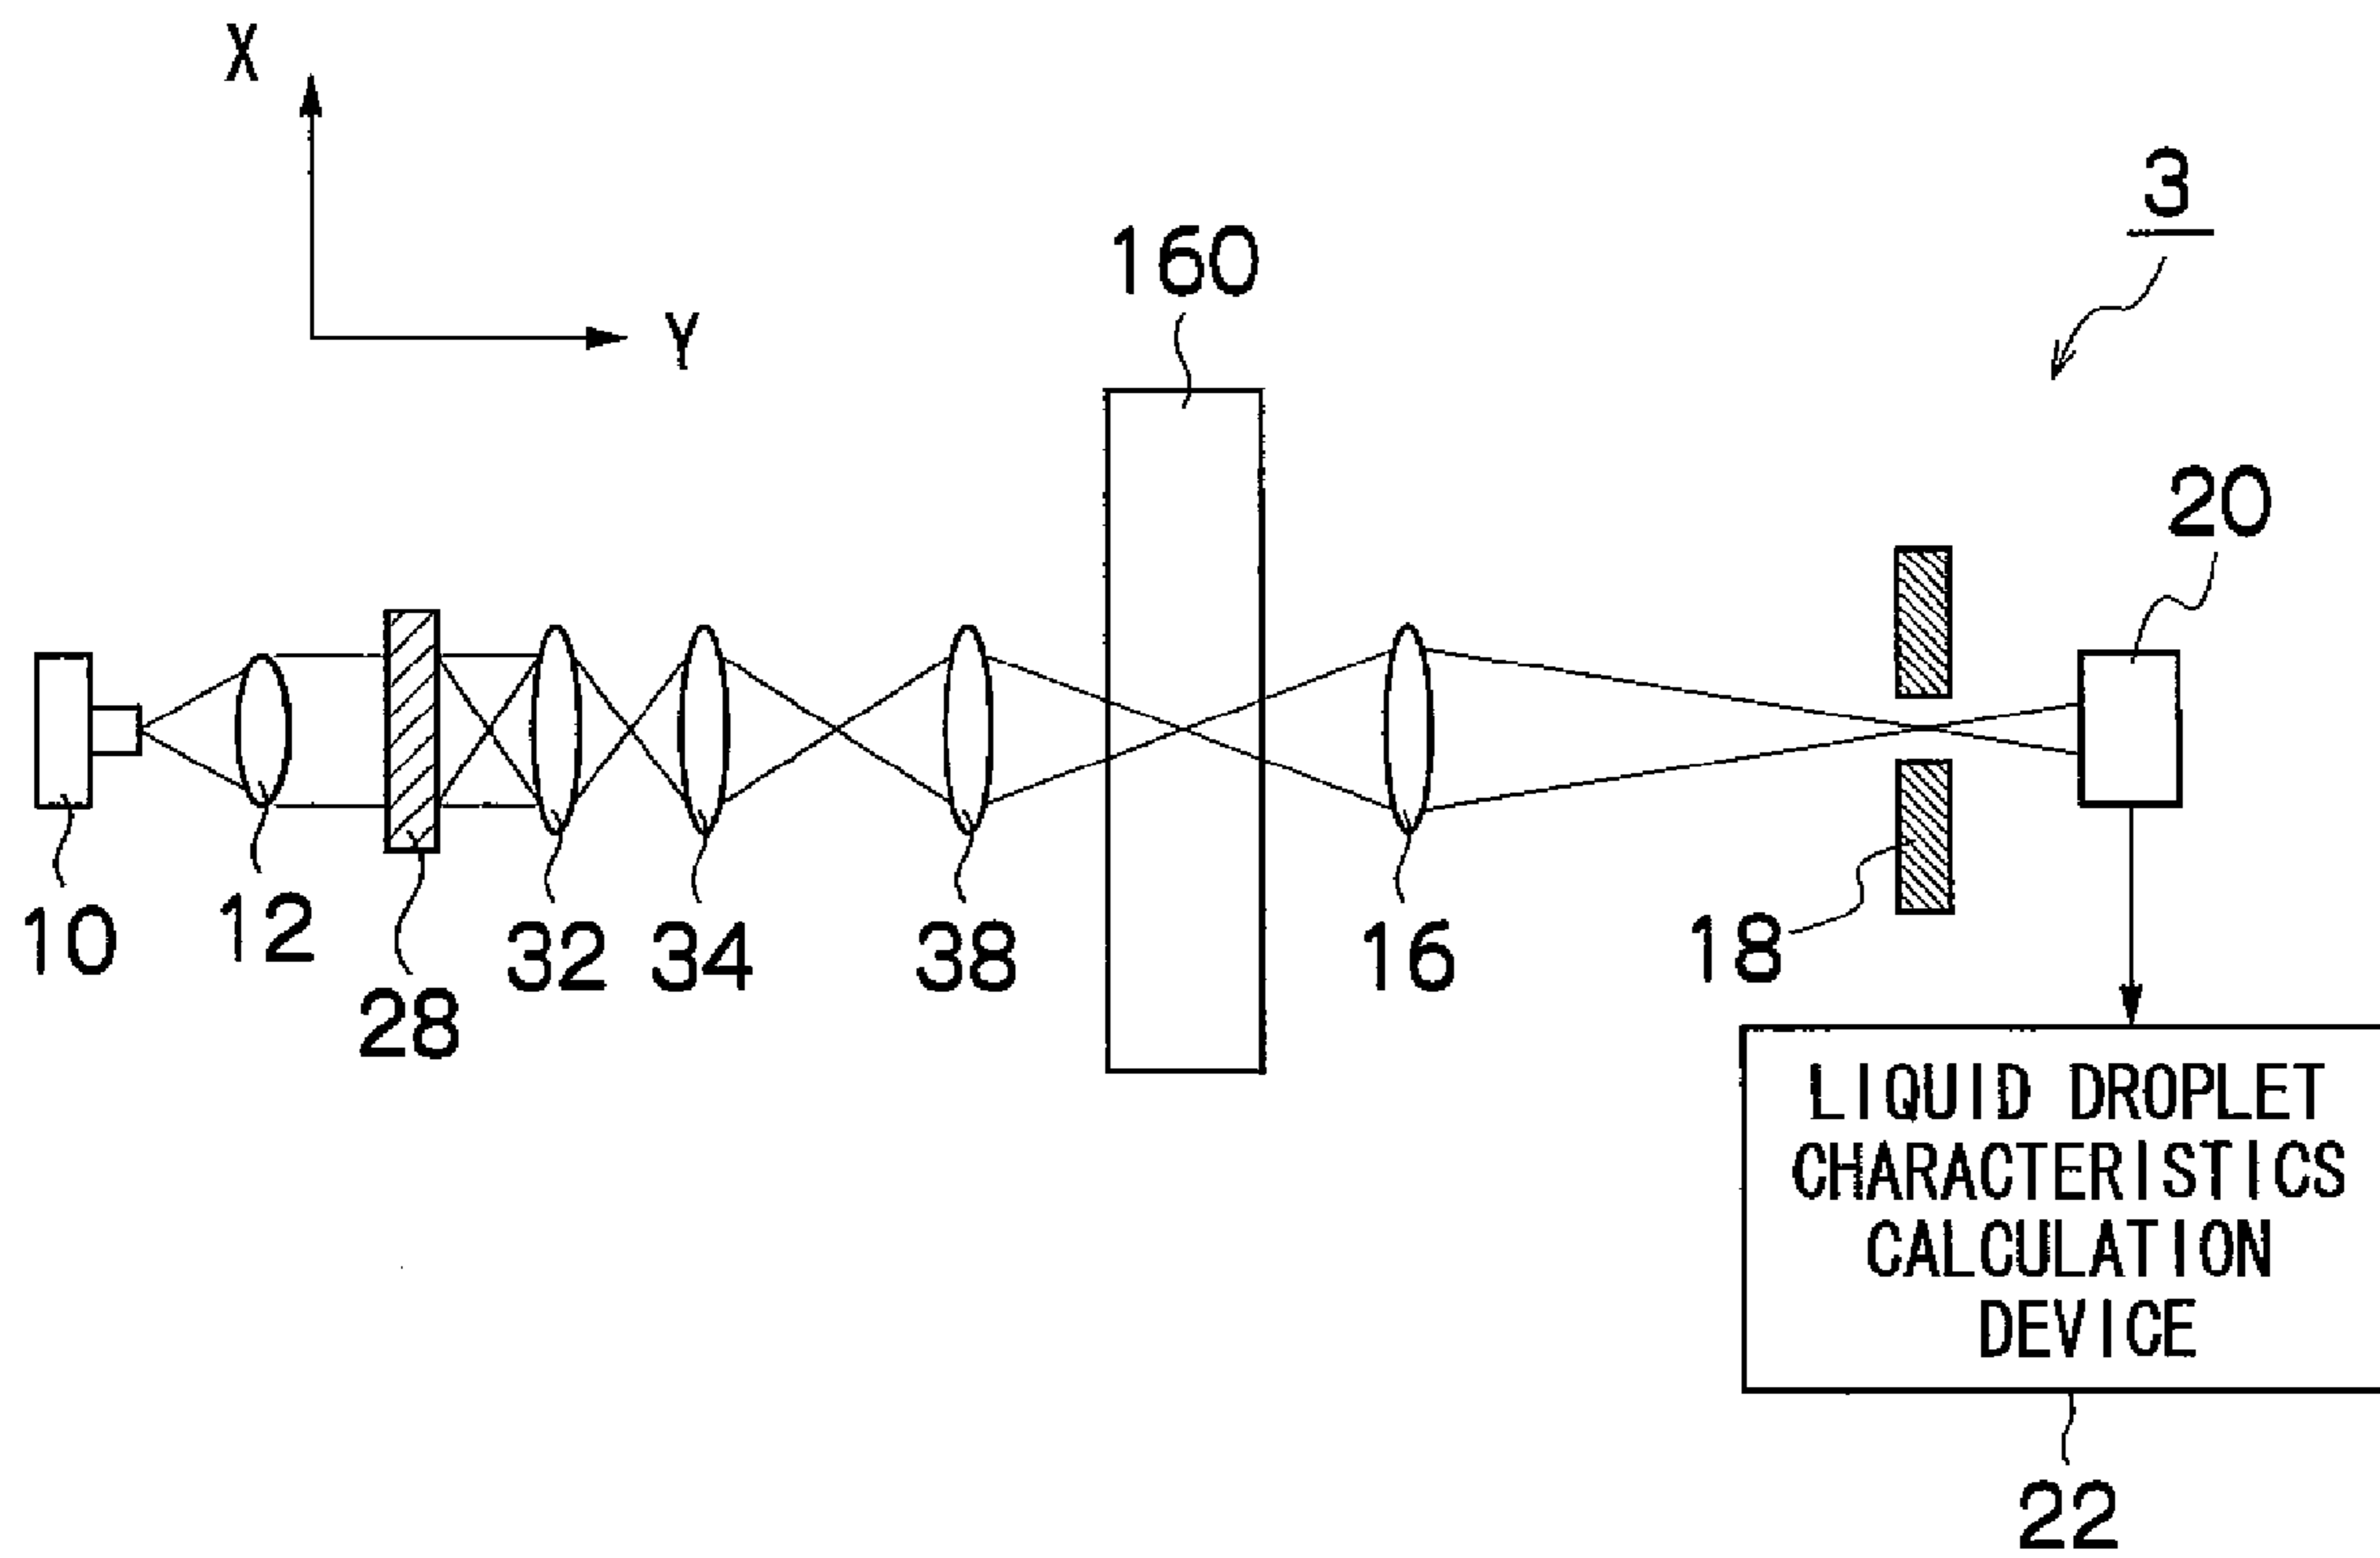 X
Y
3
160
20
10
12
28
32
34
38
16
18
LIQUID DROPLET
CHARACTERISTICS
CALCULATION
DEVICE
22